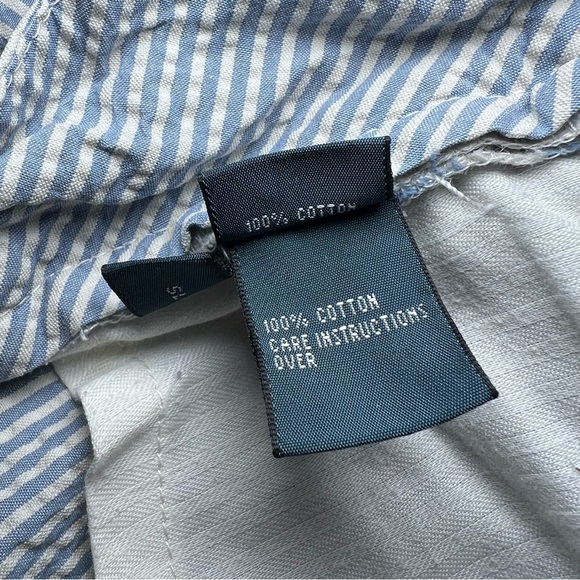 100% COTTON
100% COTTON
CARE INSTRUCTIONS
OVER